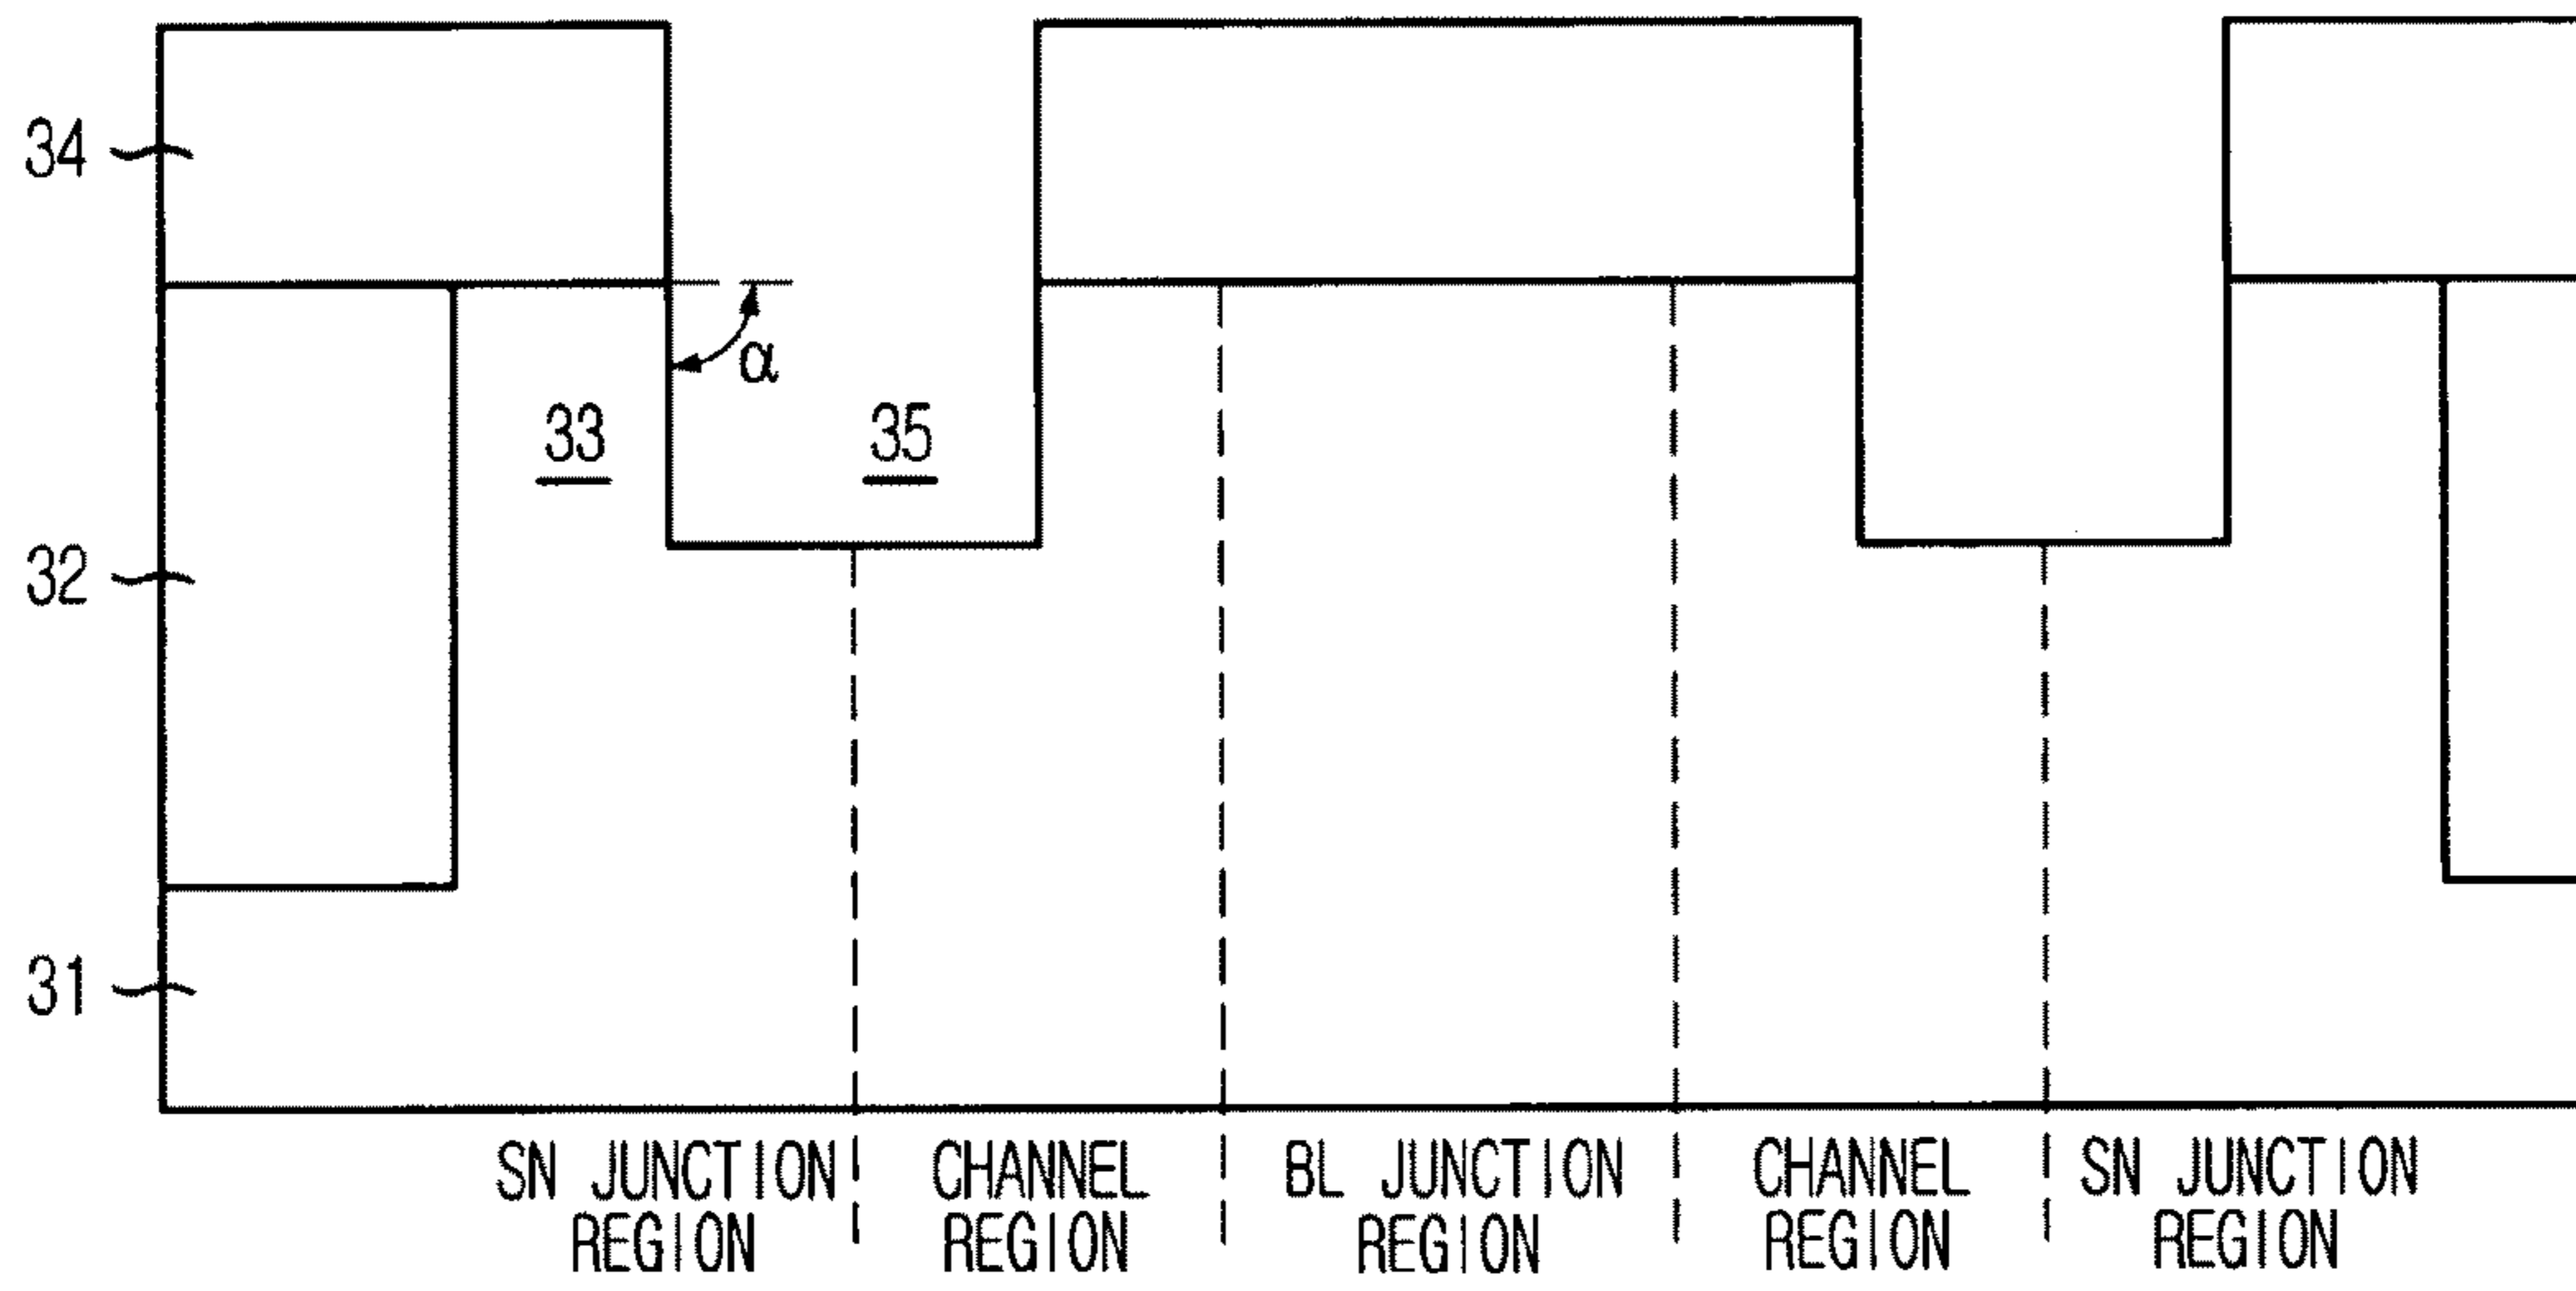 34
α
33
35
32
31
SN JUNCTION
REGION
CHANNEL
REGION
BL JUNCTION
REGION
CHANNEL
REGION
SN JUNCTION
REGION